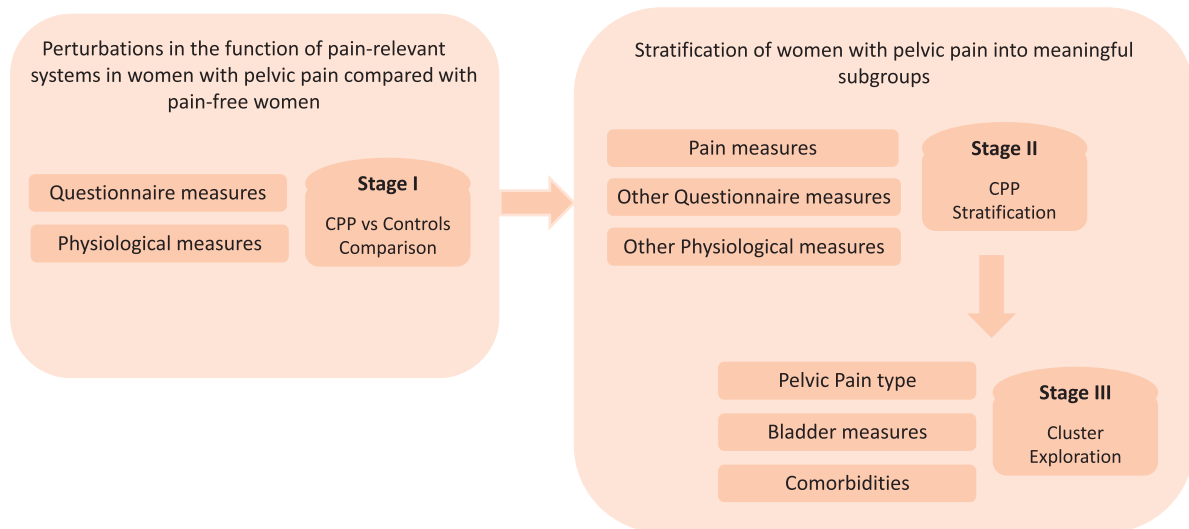 Perturbations in the function of pain-relevant
systems in women with pelvic pain compared with
pain-free women
Questionnaire measures
Physiological measures
Stage I
CPP vs Controls
Comparison
Stratification of women with pelvic pain into meaningful
subgroups
Pain measures
Other Questionnaire measures
Other Physiological measures
Stage II
CPP
Stratification
Pelvic Pain type
Bladder measures
Comorbidities
Stage III
Cluster
Exploration